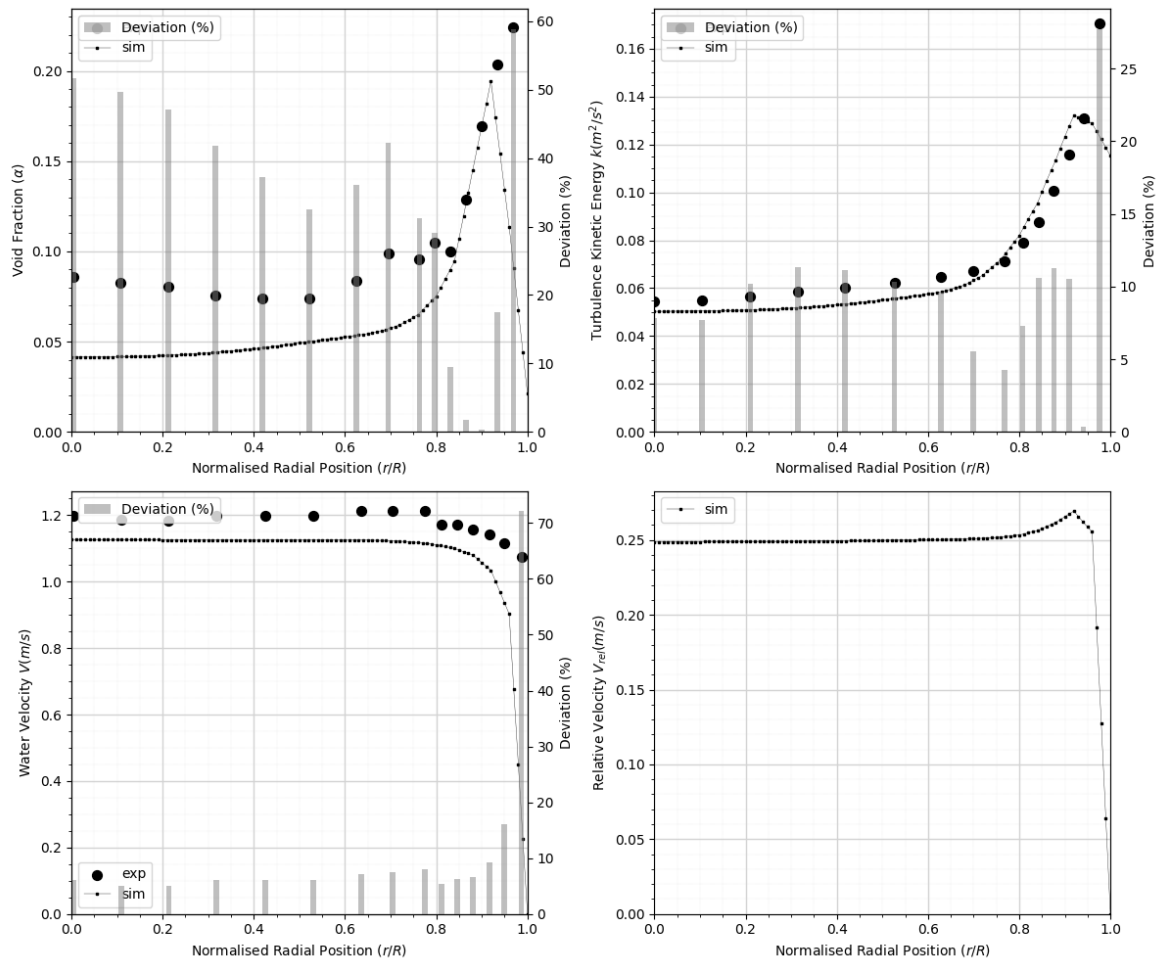 Deviation (%)
sim
0.20
0.15
0.10
0.05
0.00
Void Fraction (α)
60
50
40
30
20
10
0
Deviation (%)
0.0 0.2 0.4 0.6 0.8 1.0
Normalised Radial Position (r/R)
Deviation (%)
sim
0.16
0.14
0.12
0.10
0.08
0.06
0.04
0.02
0.00
Turbulence Kinetic Energy k(m²/s²)
25
20
15
10
5
0
Deviation (%)
0.0 0.2 0.4 0.6 0.8 1.0
Normalised Radial Position (r/R)
Deviation (%)
1.2
1.0
0.8
0.6
0.4
0.2
0.0
Water Velocity V(m/s)
70
60
50
40
30
20
10
0
Deviation (%)
exp
sim
0.0 0.2 0.4 0.6 0.8 1.0
Normalised Radial Position (r/R)
sim
0.25
0.20
0.15
0.10
0.05
0.00
Relative Velocity Vrel(m/s)
0.0 0.2 0.4 0.6 0.8 1.0
Normalised Radial Position (r/R)